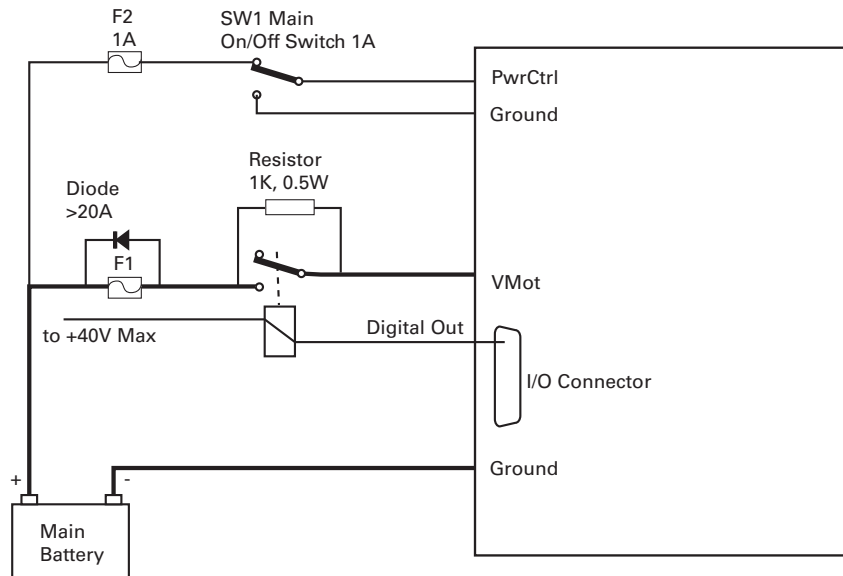 F2
1A
SW1 Main
On/Off Switch 1A
PwrCtrl
Ground
Resistor
1K, 0.5W
Diode
>20A
F1
VMot
to +40V Max
Digital Out
I/O Connector
Ground
+
-
Main
Battery